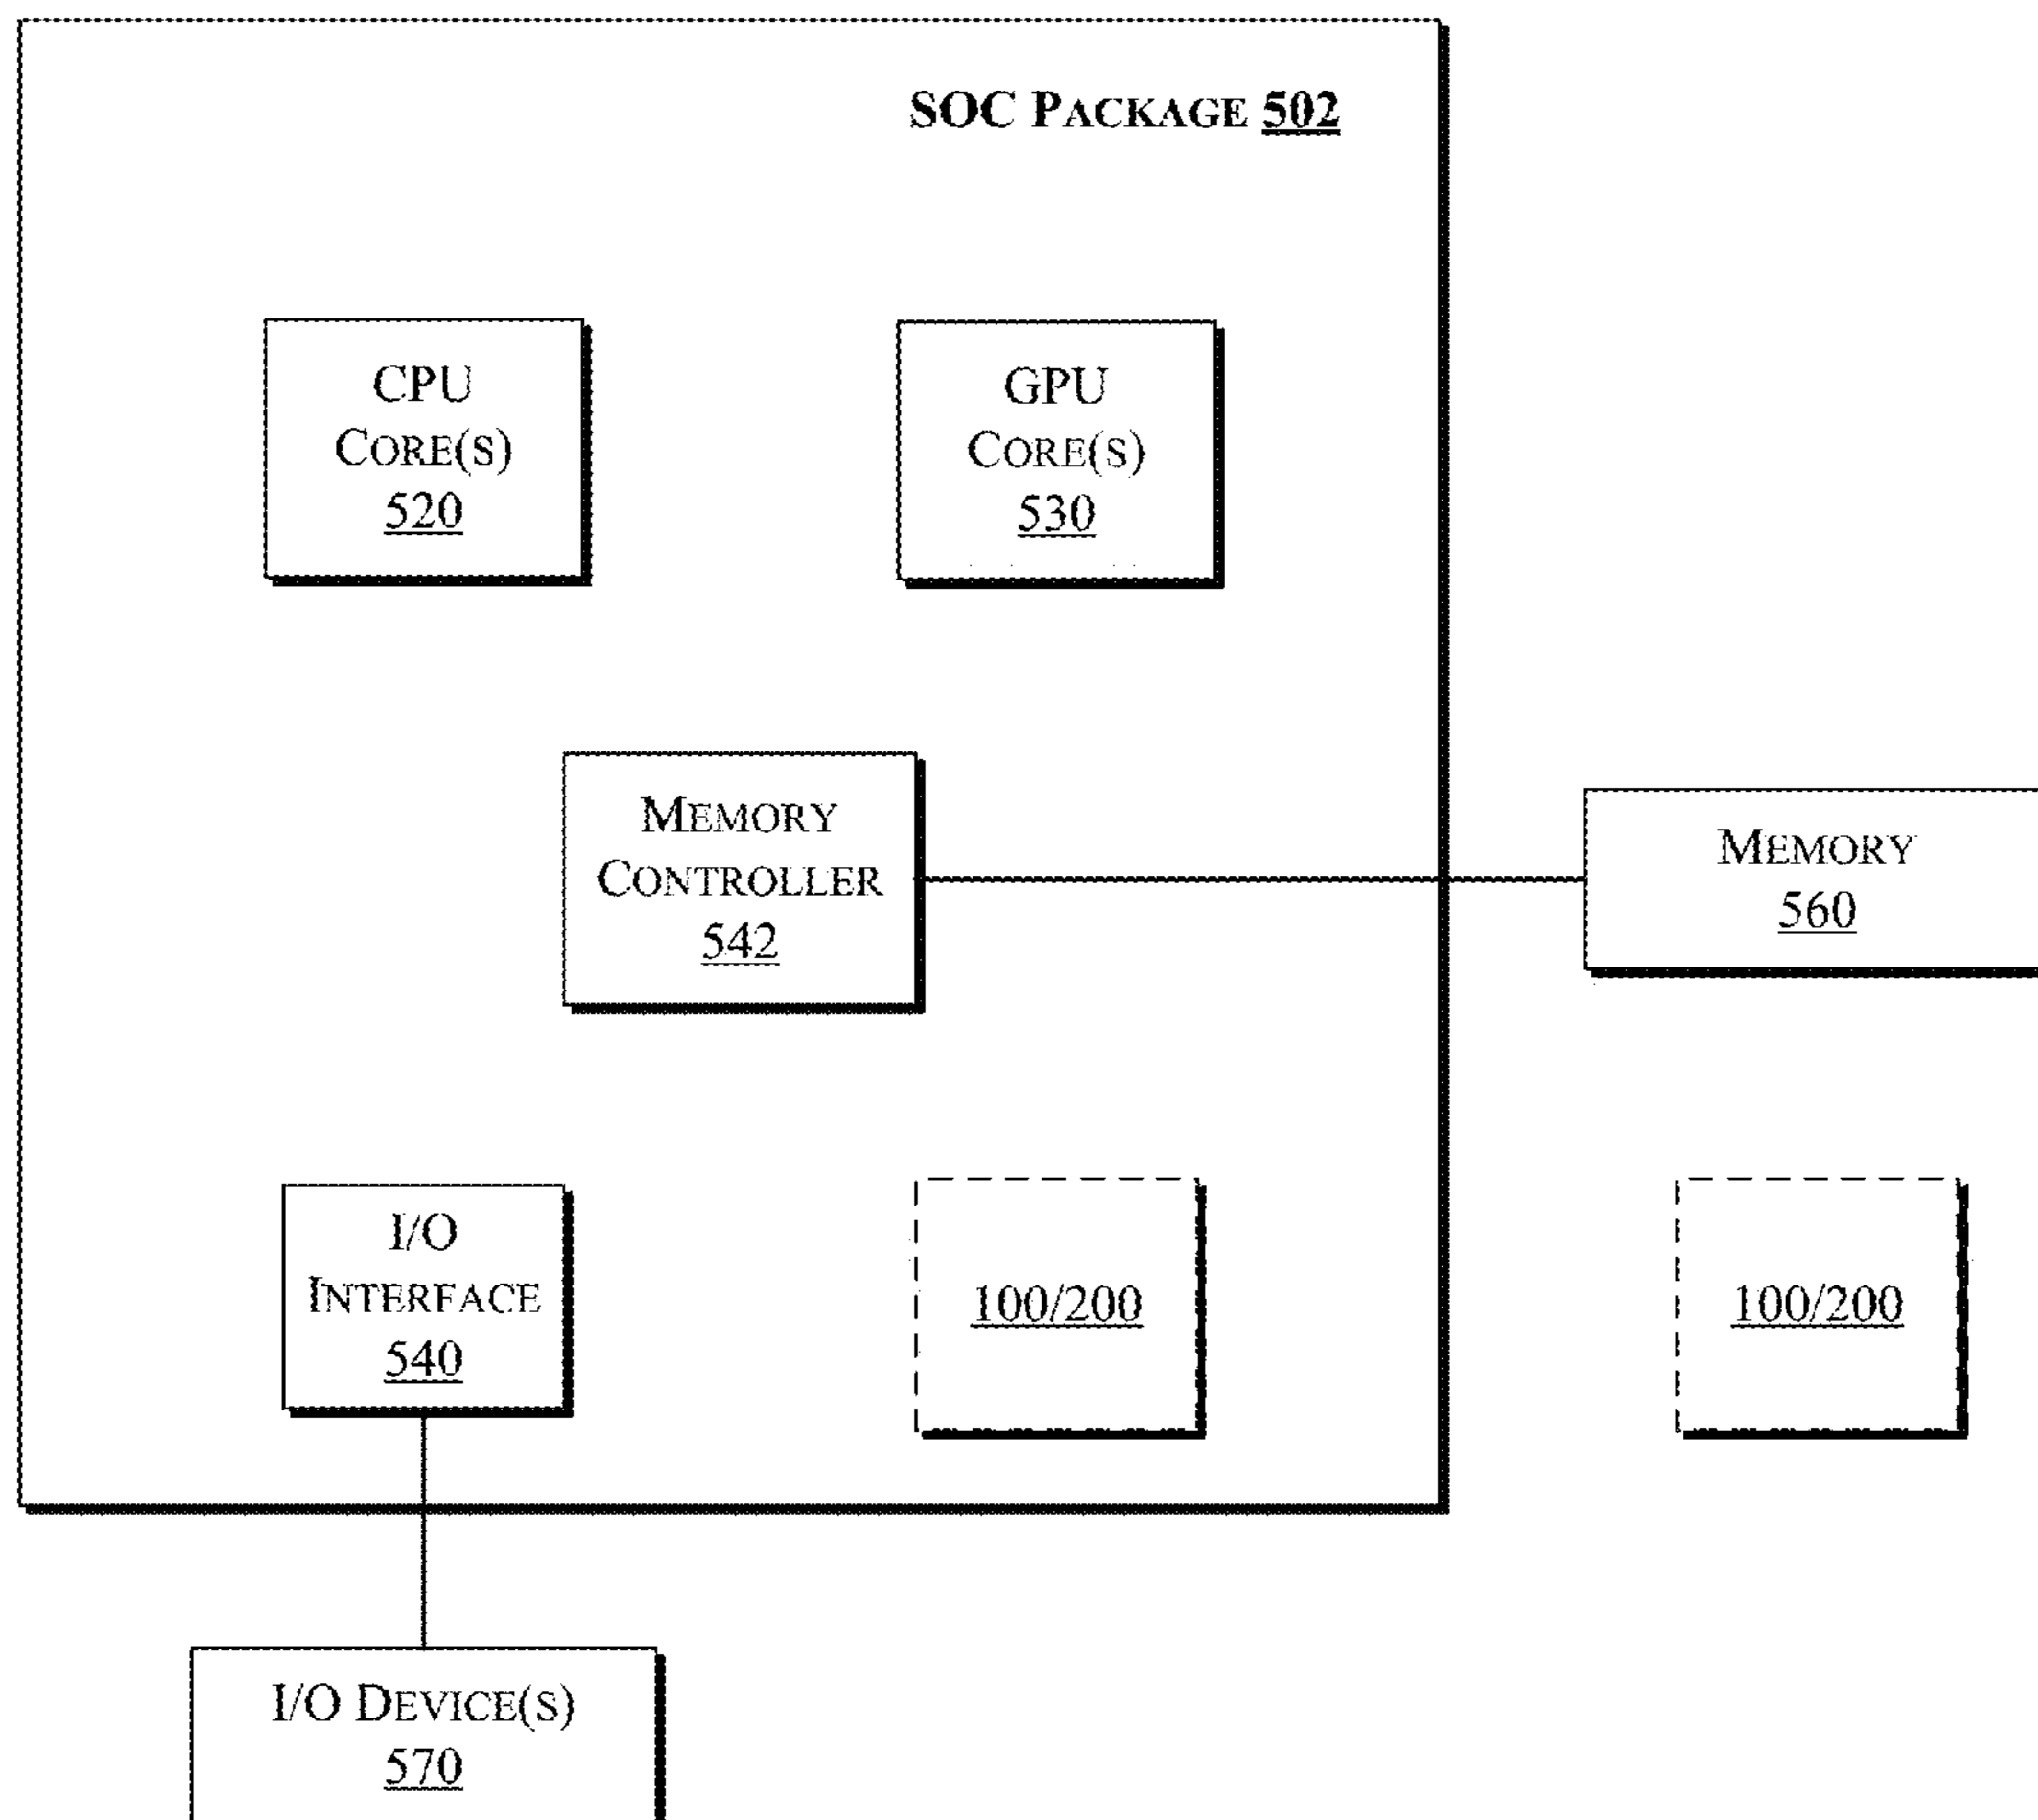 SOC PACKAGE 502
CPU
CORE(S)
520
GPU
CORE(S)
530
MEMORY
CONTROLLER
542
MEMORY
560
I/O
INTERFACE
540
100/200
100/200
I/O DEVICE(S)
570